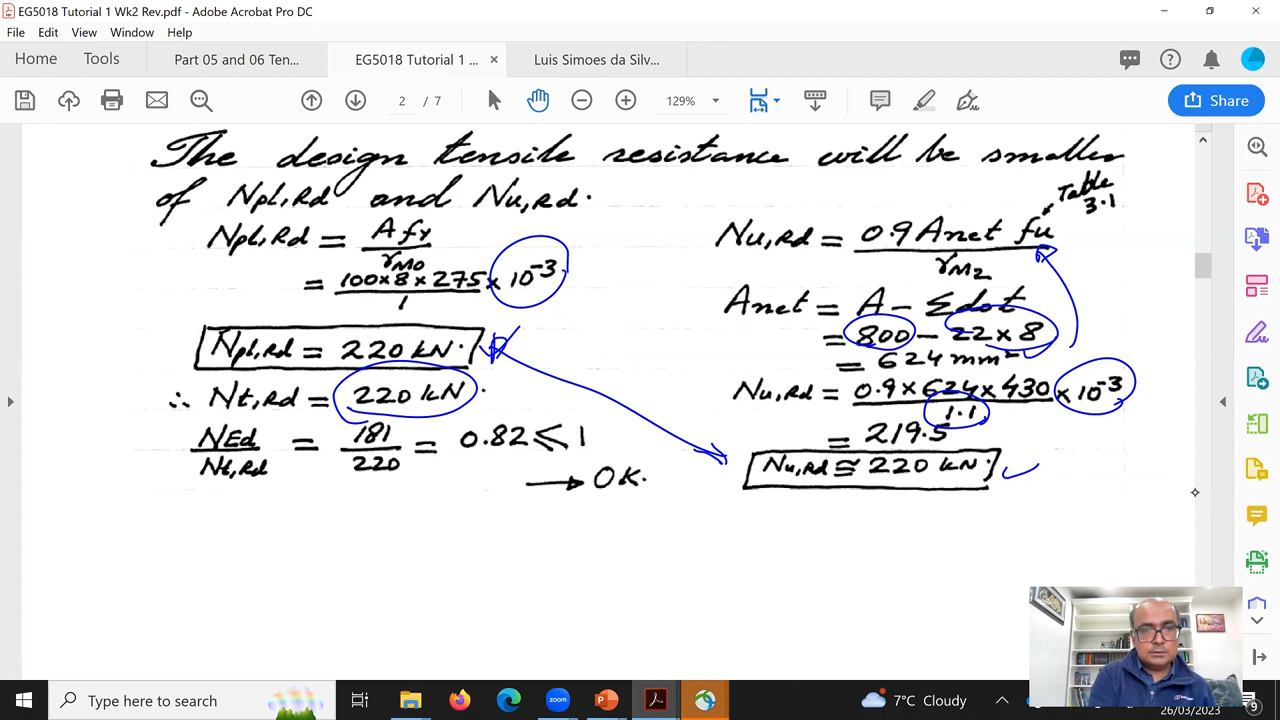 EG5018 Tutorial 1 Wk2 Rev.pdf - Adobe Acrobat Pro DC
File Edit View Window Help
Home Tools Part 05 and 06 Ten... EG5018 Tutorial 1 ... × Luis Simoes da Silv...
2 / 7 129% Share
The design tensile resistance will be smaller
of Npl,Rd and Nu,Rd.
Npl,Rd = A fy / γM0
= 100×8×275 / 1 × 10⁻³
Npl,Rd = 220 kN.
∴ Nt,Rd = 220 kN.
NEd / Nt,Rd = 181 / 220 = 0.82 ≤ 1
→ OK.
Table
3.1
Nu,Rd = 0.9 Anet fu / γM2
Anet = A - Σdot
= 800 - 22×8
= 624 mm²
Nu,Rd = 0.9×624×430 / 1.1 × 10⁻³
= 219.5
Nu,Rd ≅ 220 kN.
Type here to search
zoom
7°C Cloudy
26/03/2023
9